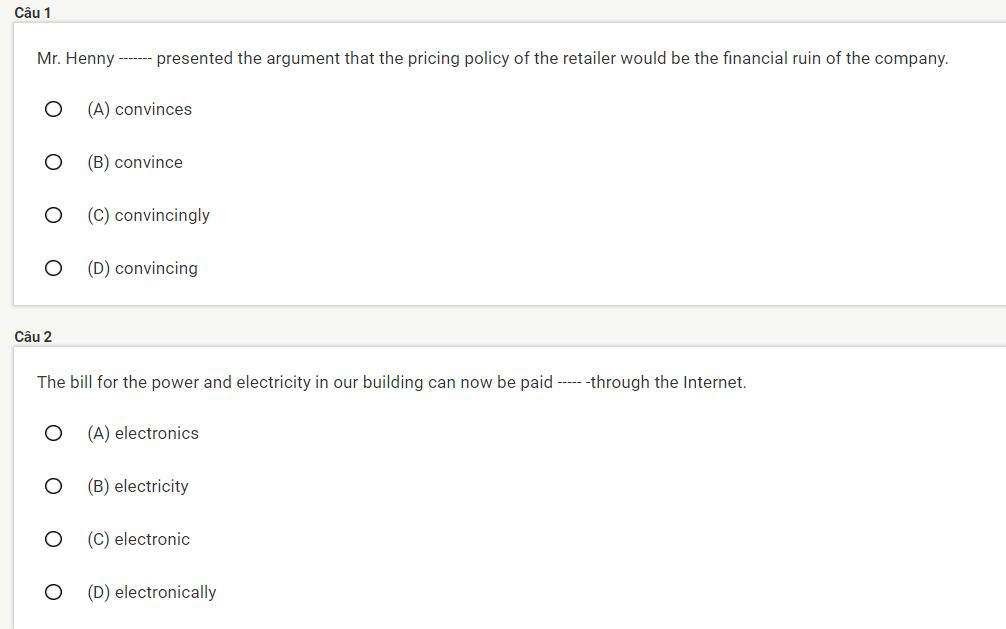 Câu 1
Mr. Henny ------- presented the argument that the pricing policy of the retailer would be the financial ruin of the company.
(A) convinces
(B) convince
(C) convincingly
(D) convincing
Câu 2
The bill for the power and electricity in our building can now be paid ----- -through the Internet.
(A) electronics
(B) electricity
(C) electronic
(D) electronically